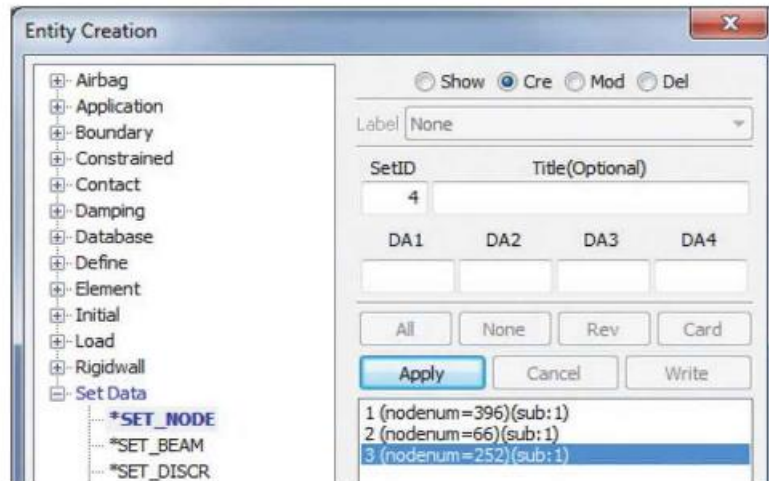 Entity Creation
Airbag
Application
Boundary
Constrained
Contact
Damping
Database
Define
Element
Initial
Load
Rigidwall
Set Data
*SET_NODE
*SET_BEAM
*SET_DISCR
Show Cre Mod Del
Label None
SetID Title(Optional)
4
DA1 DA2 DA3 DA4
All None Rev Card
Apply Cancel Write
1 (nodenum=396)(sub:1)
2 (nodenum=66)(sub:1)
3 (nodenum=252)(sub:1)